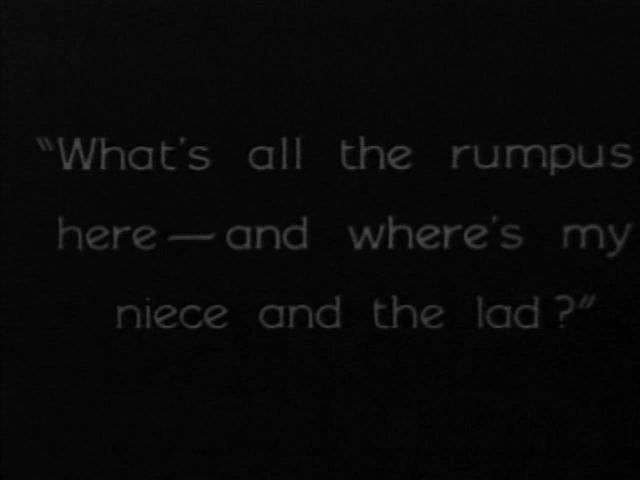 “What's all the rumpus
here—and where's my
niece and the lad?”